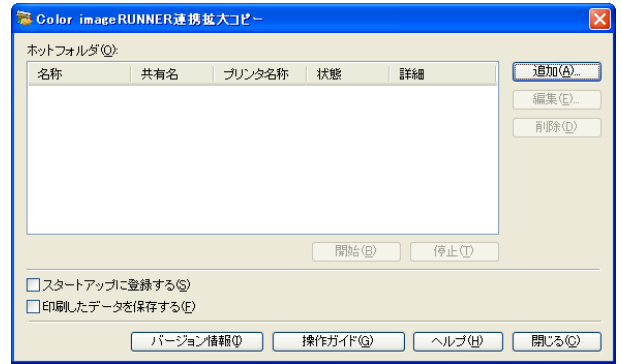 Color imageRUNNER連携拡大コピー
ホットフォルダ(O):
名称 共有名 プリンタ名称 状態 詳細
追加(A)...
編集(E)...
削除(D)
開始(B) 停止(T)
スタートアップに登録する(S)
印刷したデータを保存する(F)
バージョン情報(I) 操作ガイド(G) ヘルプ(H) 閉じる(C)